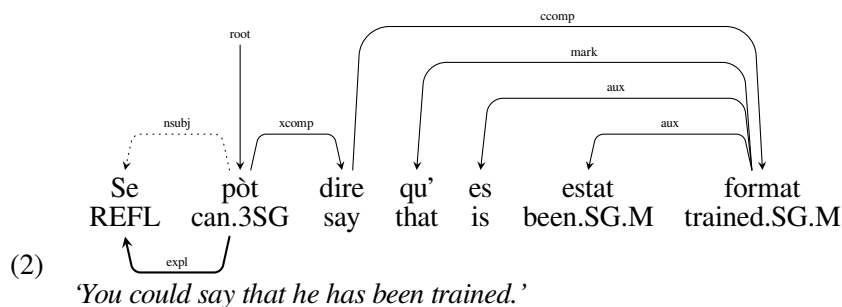 ccomp
root
mark
aux
nsubj
xcomp
aux
Se pòt dire qu' es estat format
REFL can.3SG say that is been.SG.M trained.SG.M
expl
(2)
'You could say that he has been trained.'